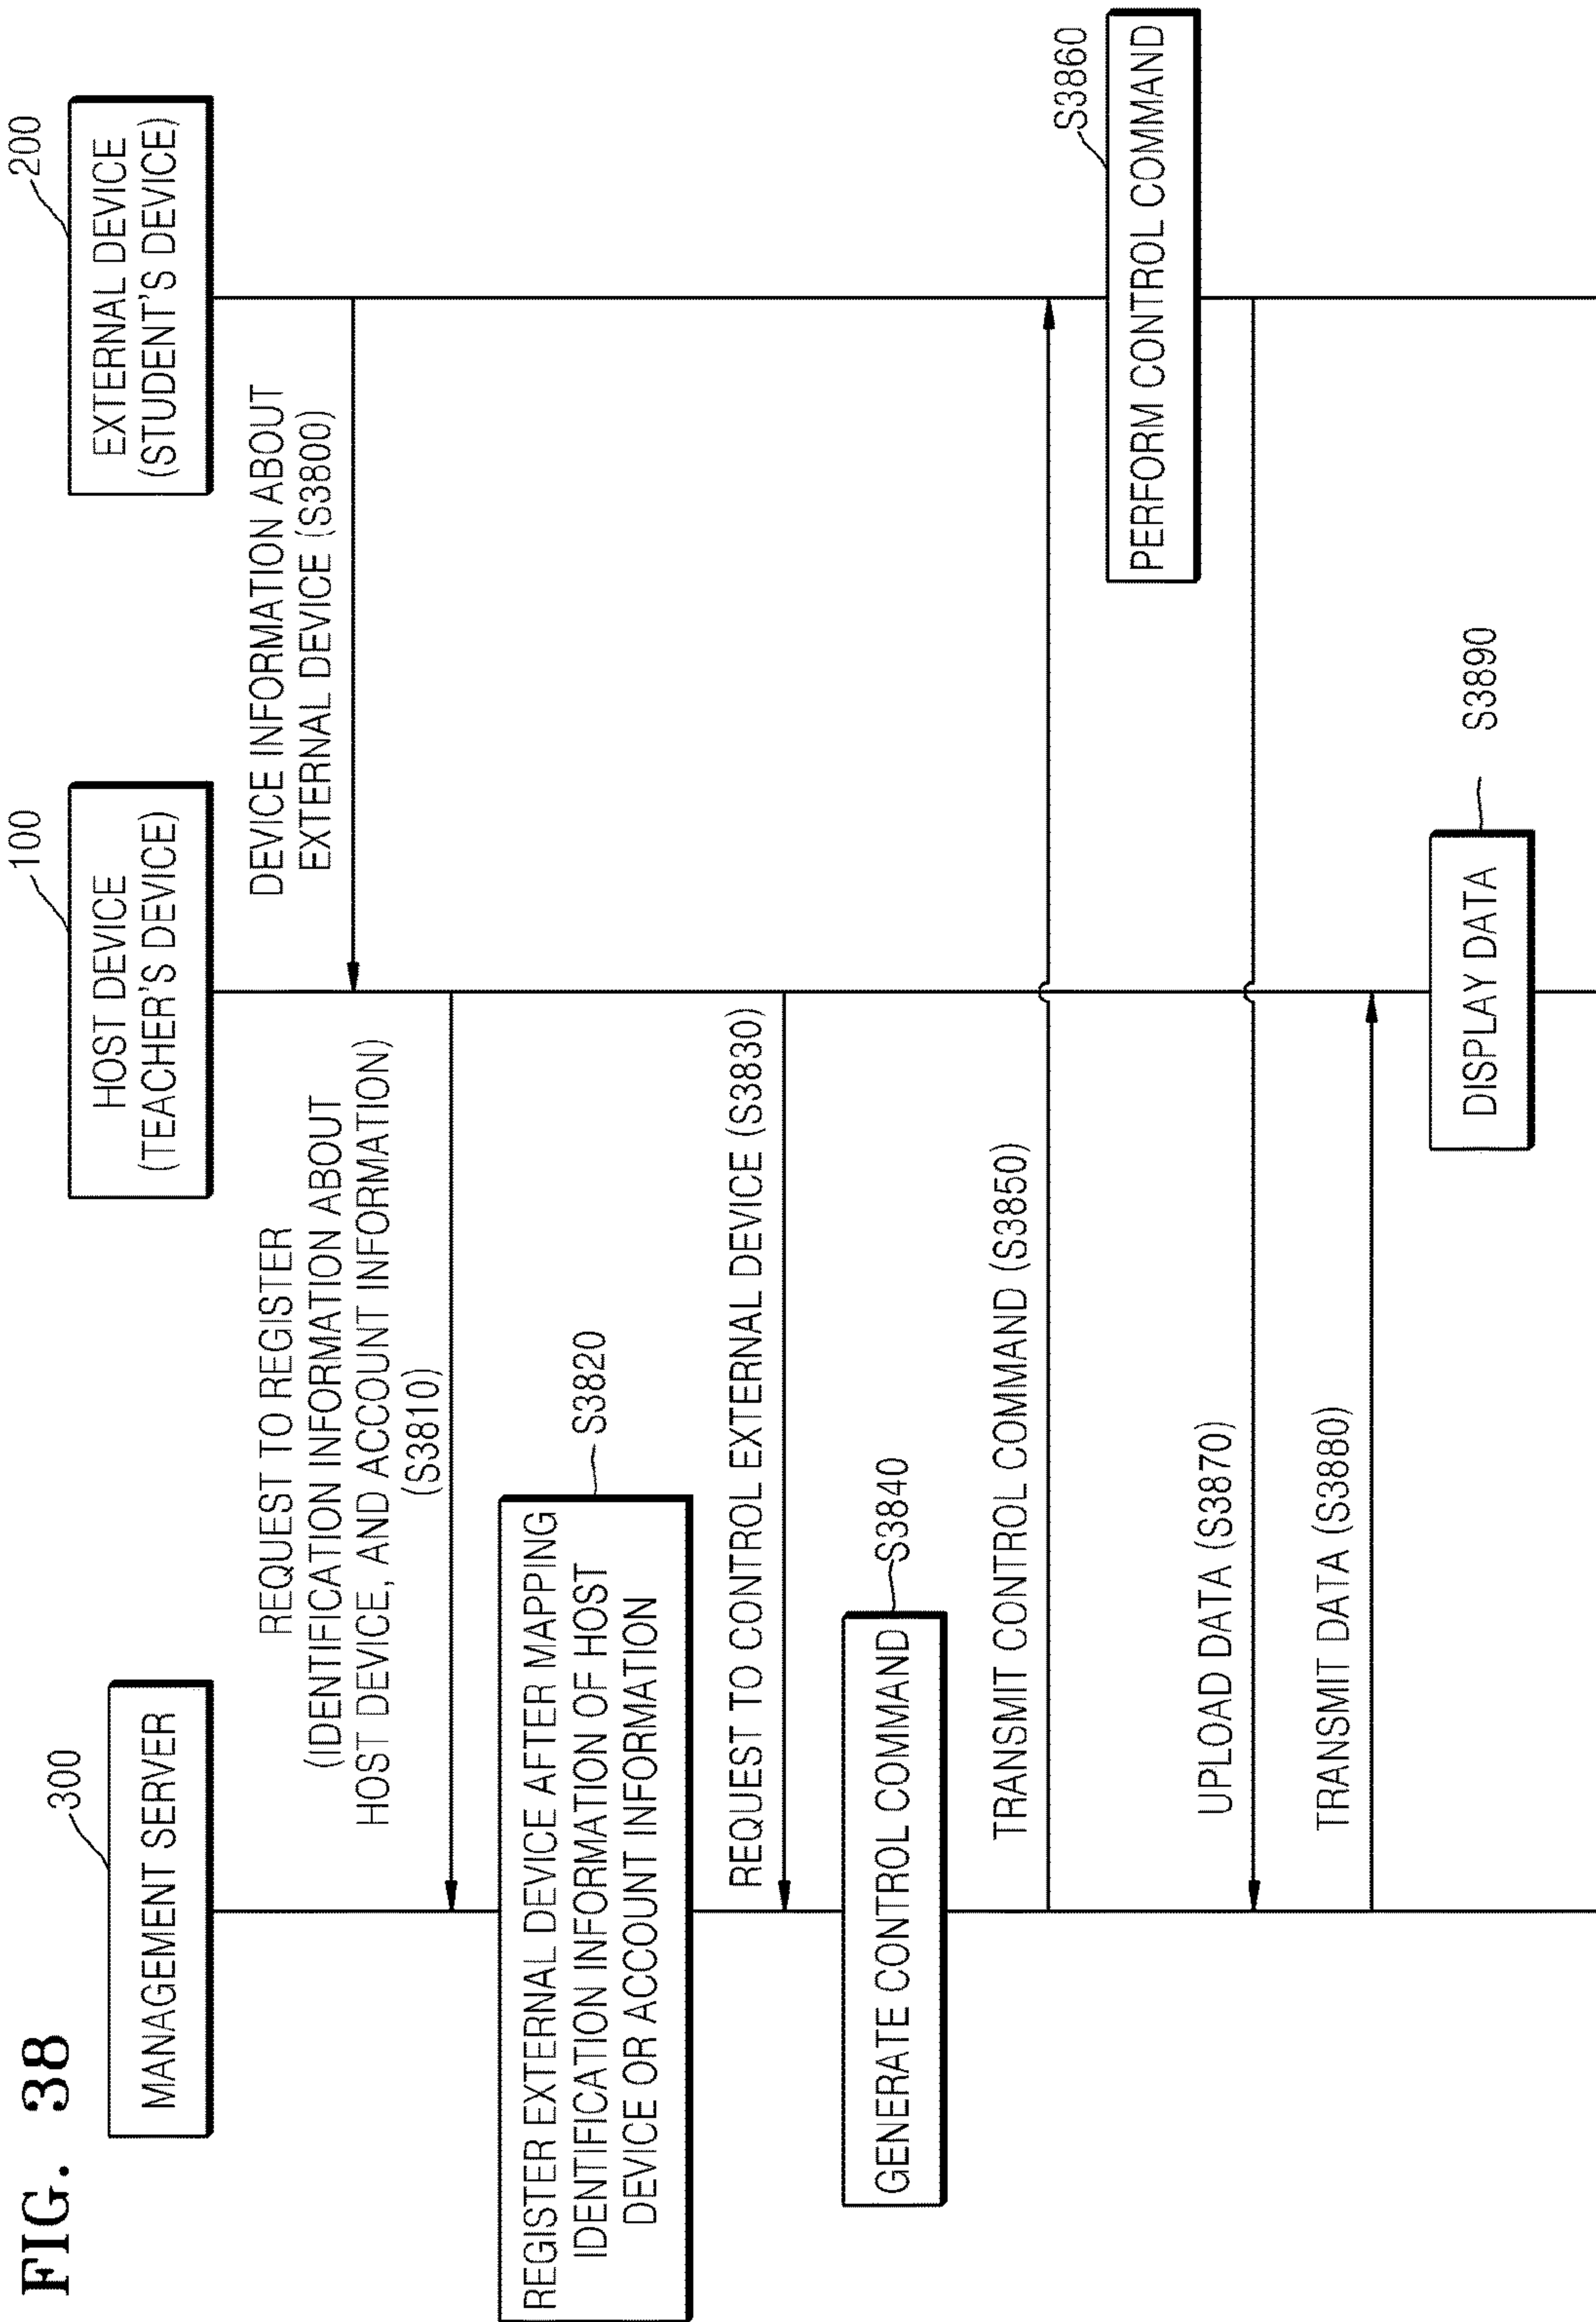 FIG. 38
300
MANAGEMENT SERVER
100
HOST DEVICE
(TEACHER'S DEVICE)
200
EXTERNAL DEVICE
(STUDENT'S DEVICE)
DEVICE INFORMATION ABOUT
EXTERNAL DEVICE (S3800)
REQUEST TO REGISTER
(IDENTIFICATION INFORMATION ABOUT
HOST DEVICE, AND ACCOUNT INFORMATION)
(S3810)
REGISTER EXTERNAL DEVICE AFTER MAPPING
IDENTIFICATION INFORMATION OF HOST
DEVICE OR ACCOUNT INFORMATION
S3820
REQUEST TO CONTROL EXTERNAL DEVICE (S3830)
GENERATE CONTROL COMMAND
S3840
TRANSMIT CONTROL COMMAND (S3850)
S3860
PERFORM CONTROL COMMAND
UPLOAD DATA (S3870)
TRANSMIT DATA (S3880)
DISPLAY DATA
S3890